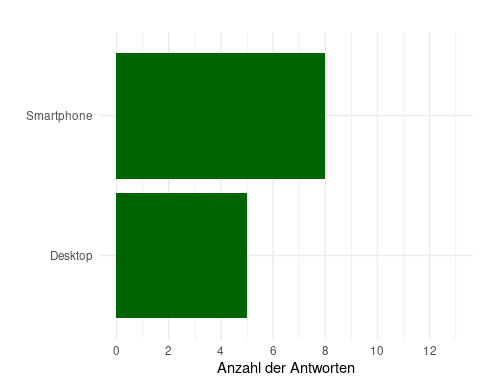 Smartphone
Desktop
0 2 4 6 8 10 12
Anzahl der Antworten